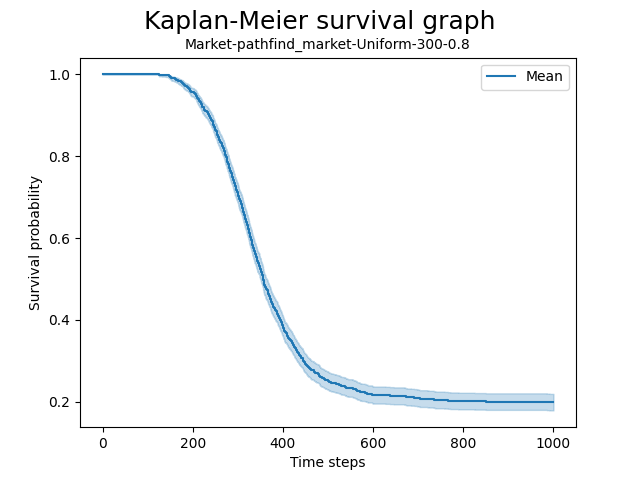 Kaplan-Meier survival graph
Market-pathfind_market-Uniform-300-0.8
Mean
1.0
0.8
0.6
0.4
0.2
Survival probability
0 200 400 600 800 1000
Time steps